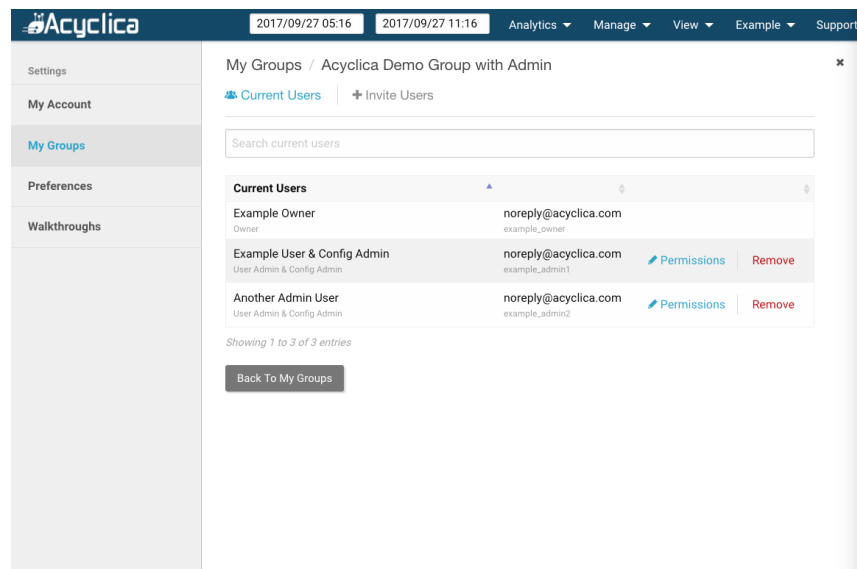 Acyclica
2017/09/27 05:16 2017/09/27 11:16 Analytics Manage View Example Support
Settings
My Account
My Groups
Preferences
Walkthroughs
My Groups / Acyclica Demo Group with Admin
Current Users Invite Users
Search current users
Current Users
Example Owner noreply@acyclica.com
Owner example_owner
Example User & Config Admin noreply@acyclica.com Permissions Remove
User Admin & Config Admin example_admin1
Another Admin User noreply@acyclica.com Permissions Remove
User Admin & Config Admin example_admin2
Showing 1 to 3 of 3 entries
Back To My Groups